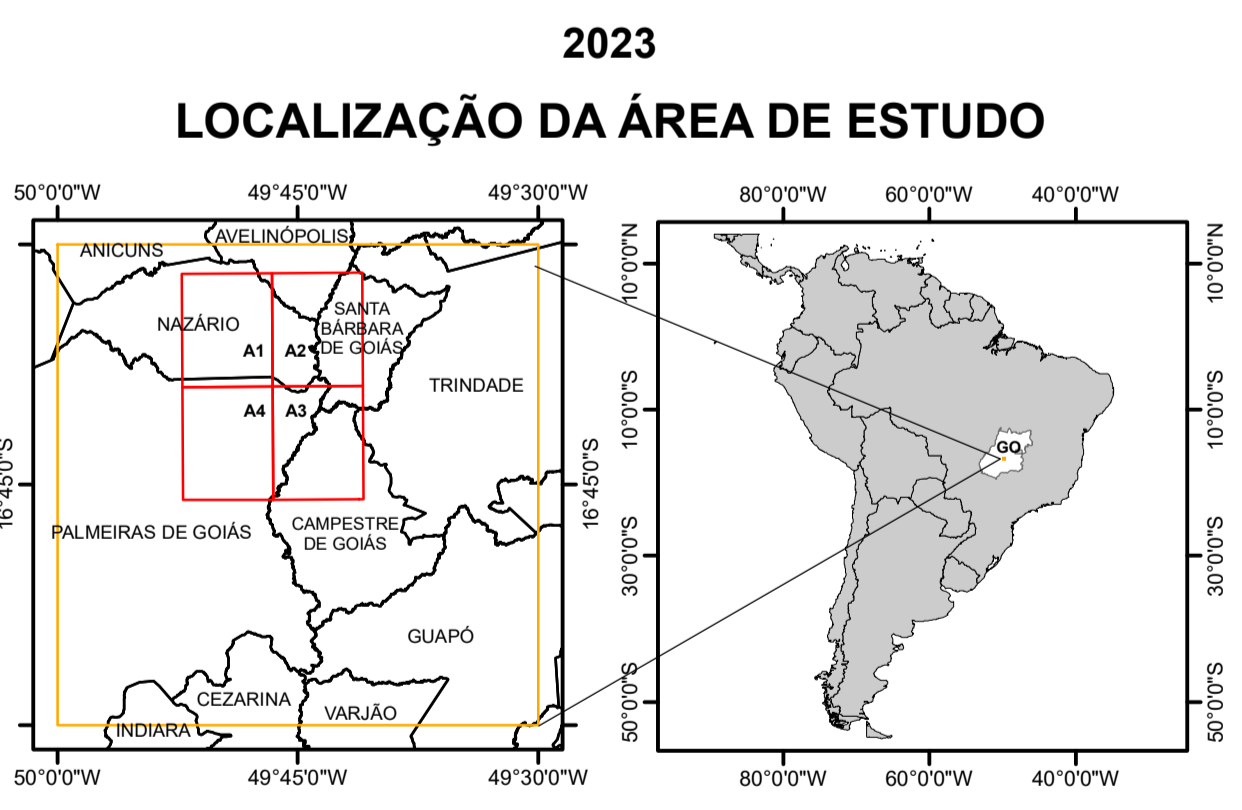 2023
LOCALIZAÇÃO DA ÁREA DE ESTUDO
50°0'0"W
49°45'0"W
49°30'0"W
ANICUNS
AVELINÓPOLIS
NAZÁRIO
SANTA
BÁRBARA
DE GOIÁS
A1
A2
TRINDADE
A4
A3
16°45'0"S
16°45'0"S
PALMEIRAS DE GOIÁS
CAMPESTRE
DE GOIÁS
GUAPÓ
CEZARINA
VARJÃO
INDIARA
50°0'0"W
49°45'0"W
49°30'0"W
80°0'0"W
60°0'0"W
40°0'0"W
10°0'0"N
10°0'0"N
10°0'0"S
10°0'0"S
GO
30°0'0"S
30°0'0"S
50°0'0"S
50°0'0"S
80°0'0"W
60°0'0"W
40°0'0"W